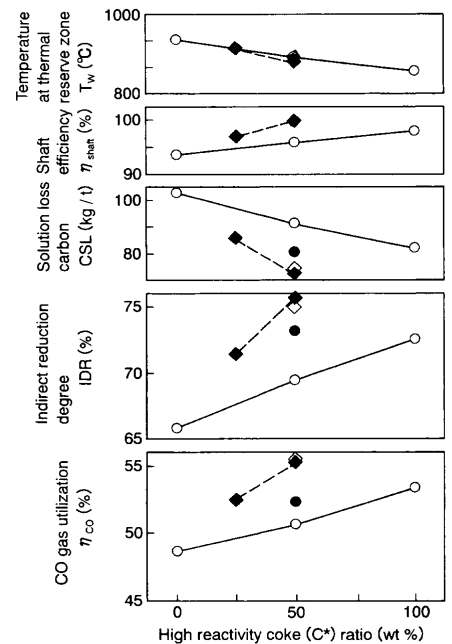 Temperature
at thermal
reserve zone
T_W (°C)
1000
800
Shaft
efficiency
η_shaft (%)
100
90
Solution loss
carbon
CSL (kg / t)
100
80
Indirect reduction
degree
IDR (%)
75
70
65
CO gas utilization
η_CO (%)
55
50
45
0 50 100
High reactivity coke (C*) ratio (wt %)